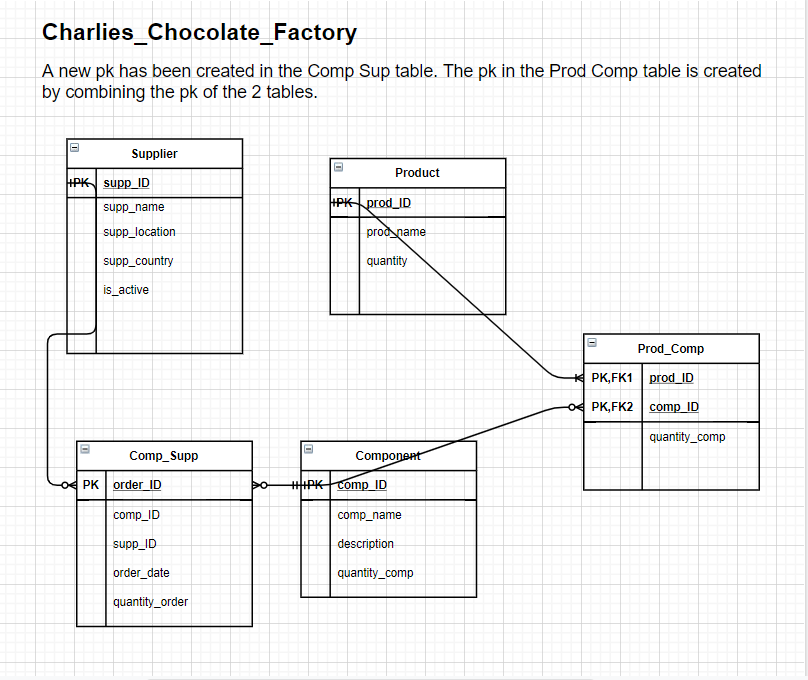 Charlies_Chocolate_Factory
A new pk has been created in the Comp Sup table. The pk in the Prod Comp table is created
by combining the pk of the 2 tables.
Supplier
PK supp_ID
supp_name
supp_location
supp_country
is_active
Product
PK prod_ID
prod_name
quantity
Prod_Comp
PK,FK1 prod_ID
PK,FK2 comp_ID
quantity_comp
Comp_Supp
PK order_ID
comp_ID
supp_ID
order_date
quantity_order
Component
PK comp_ID
comp_name
description
quantity_comp